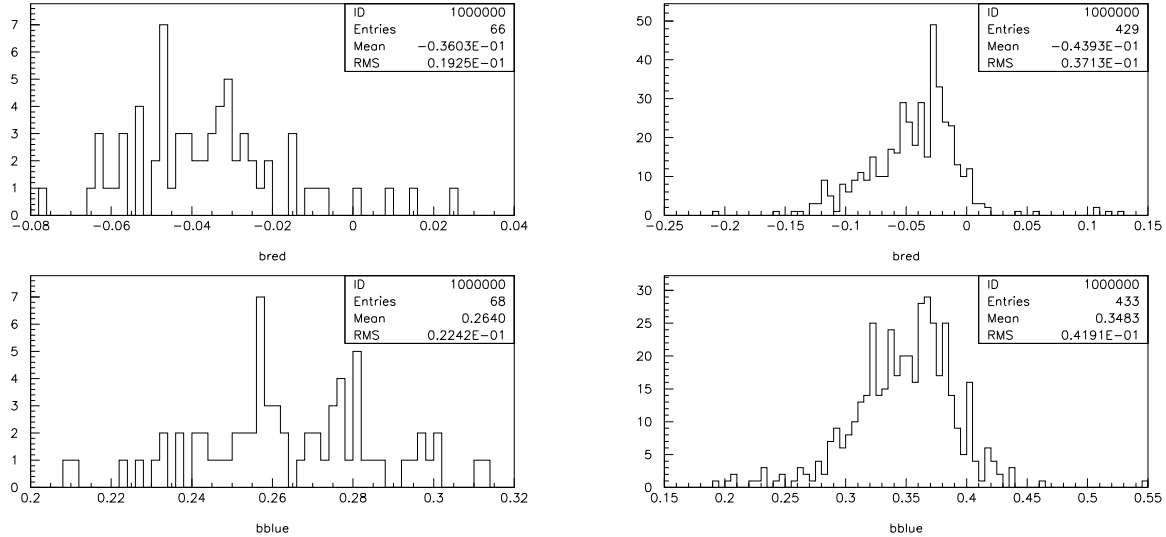 ID 1000000
Entries 66
Mean −0.3603E−01
RMS 0.1925E−01
7
6
5
4
3
2
1
0
−0.08 −0.06 −0.04 −0.02 0 0.02 0.04
bred
ID 1000000
Entries 429
Mean −0.4393E−01
RMS 0.3713E−01
50
40
30
20
10
0
−0.25 −0.2 −0.15 −0.1 −0.05 0 0.05 0.1 0.15
bred
ID 1000000
Entries 68
Mean 0.2640
RMS 0.2242E−01
7
6
5
4
3
2
1
0
0.2 0.22 0.24 0.26 0.28 0.3 0.32
bblue
ID 1000000
Entries 433
Mean 0.3483
RMS 0.4191E−01
30
25
20
15
10
5
0
0.15 0.2 0.25 0.3 0.35 0.4 0.45 0.5 0.55
bblue